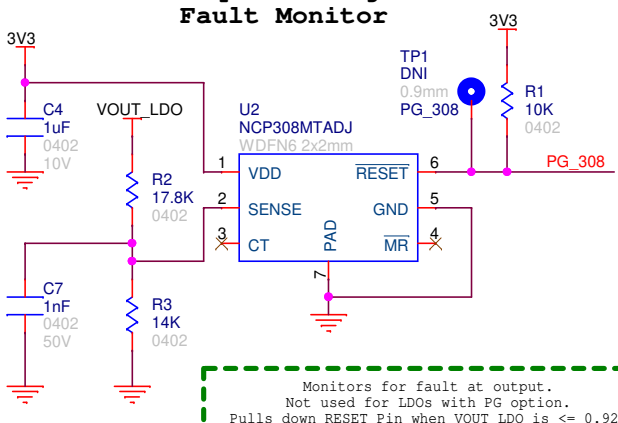 Fault Monitor
3V3
3V3
TP1
DNI
0.9mm
PG_308
R1
10K
0402
C4
1uF
0402
10V
VOUT_LDO
U2
NCP308MTADJ
WDFN6 2x2mm
PG_308
1
VDD
RESET
6
R2
17.8K
0402
2
SENSE
GND
5
3
CT
PAD
MR
4
7
C7
1nF
0402
50V
R3
14K
0402
Monitors for fault at output.
Not used for LDOs with PG option.
Pulls down RESET Pin when VOUT LDO is <= 0.92